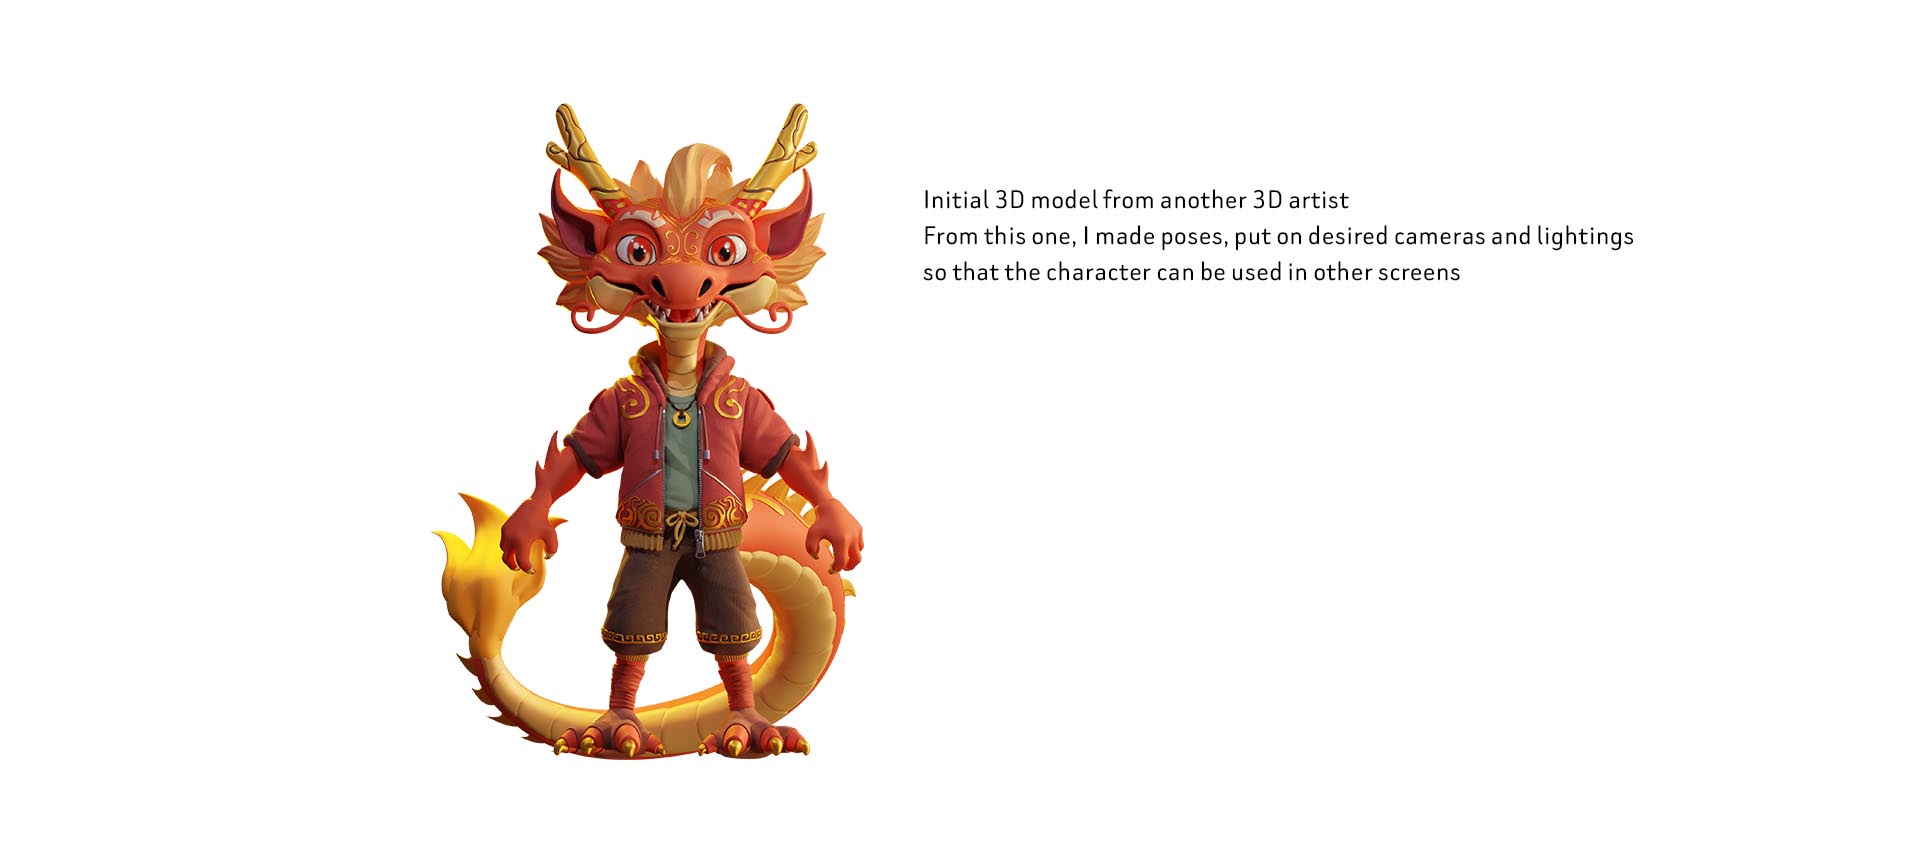 Initial 3D model from another 3D artist
From this one, I made poses, put on desired cameras and lightings
so that the character can be used in other screens